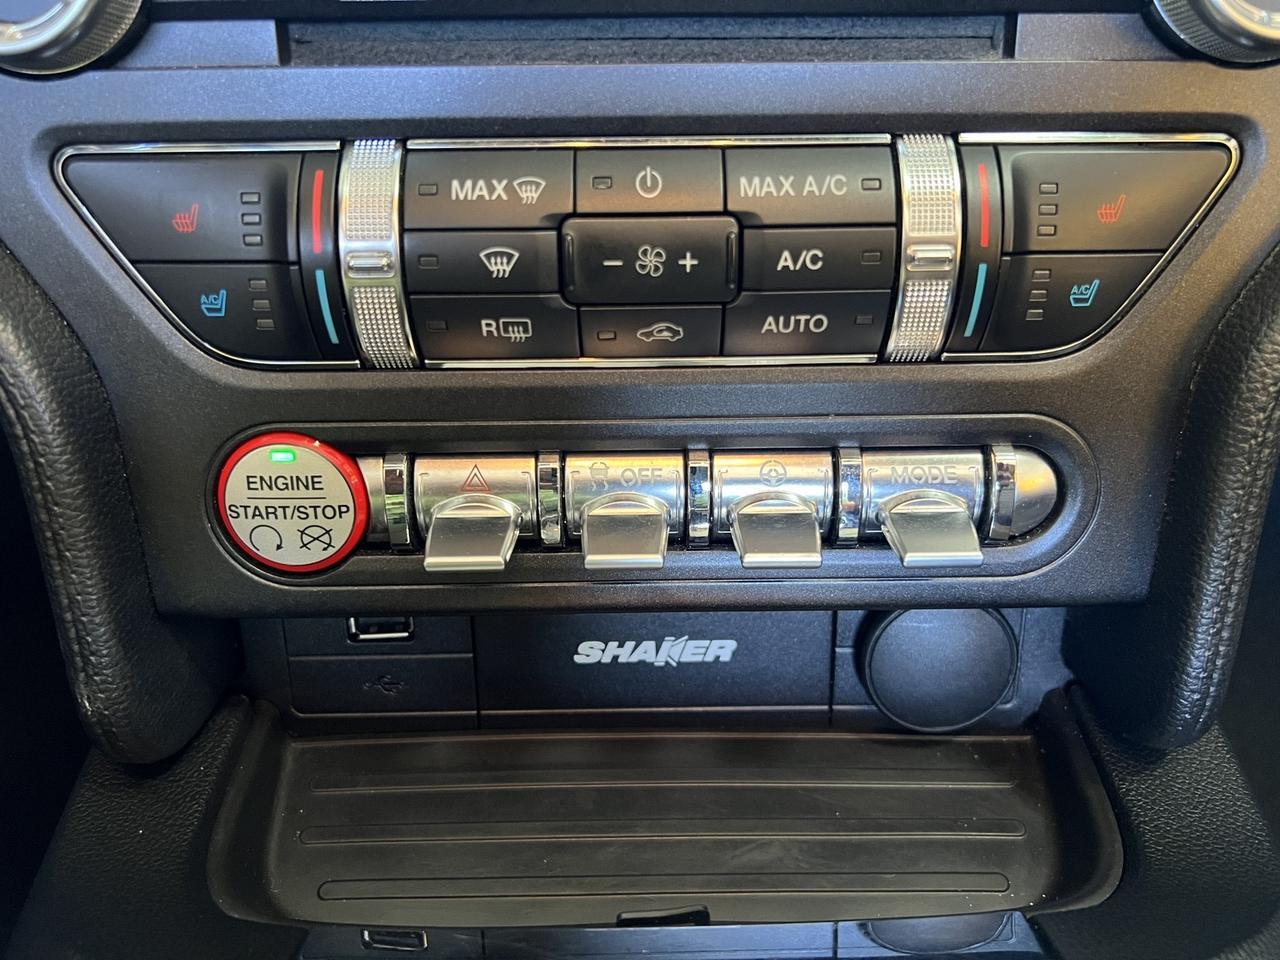 MAX
MAX A/C
A/C
R
AUTO
A/C
A/C
ENGINE
START/STOP
OFF
MODE
SHAKER